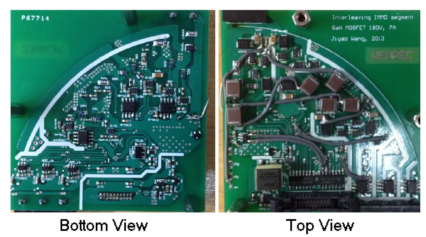 P67714
Interleaving IMMD segment
GaN MOSFET 100V, 7A
Jiyao Wang, 2013
Bottom View
Top View